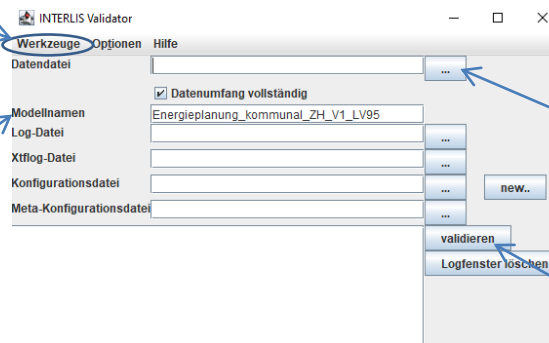 INTERLIS Validator
Werkzeuge Optionen Hilfe
Datendatei ...
Datenumfang vollständig
Modellnamen Energieplanung_kommunal_ZH_V1_LV95
Log-Datei ...
Xtflog-Datei ...
Konfigurationsdatei ... new..
Meta-Konfigurationsdatei ...
validieren
Logfenster löschen